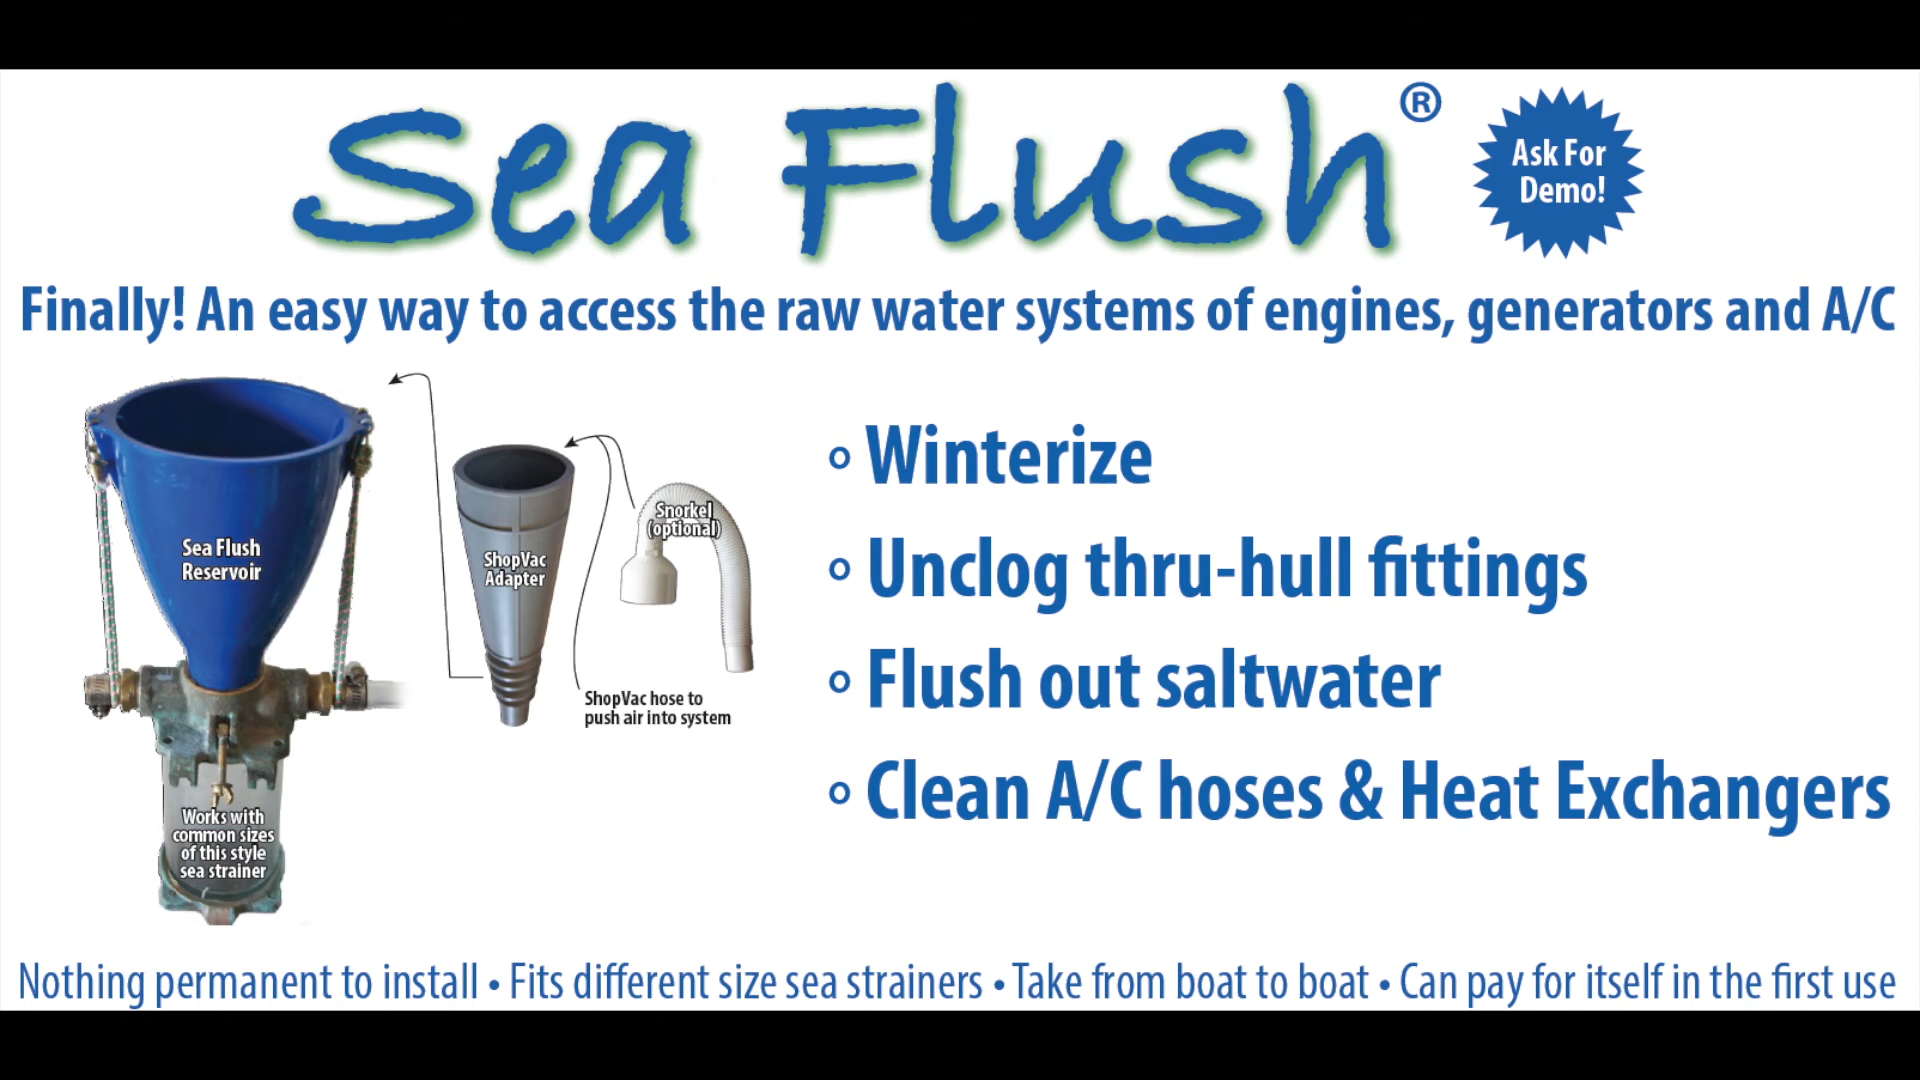 Sea Flush®
Ask For
Demo!
Finally! An easy way to access the raw water systems of engines, generators and A/C
Sea Flush
Reservoir
ShopVac
Adapter
Snorkel
(optional)
ShopVac hose to
push air into system
Works with
common sizes
of this style
sea strainer
◦ Winterize
◦ Unclog thru-hull fittings
◦ Flush out saltwater
◦ Clean A/C hoses & Heat Exchangers
Nothing permanent to install • Fits different size sea strainers • Take from boat to boat • Can pay for itself in the first use